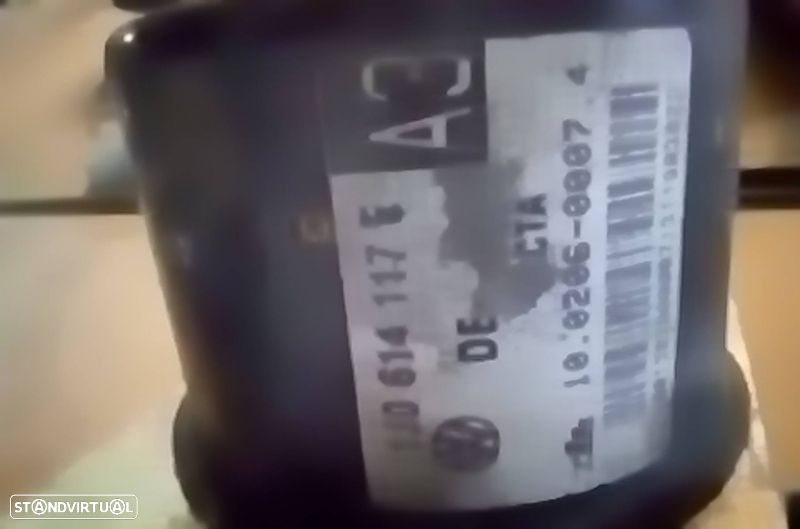 A3
1J0 614 117 E
DE CTA
10.0206-0007.4
STANDVIRTUAL